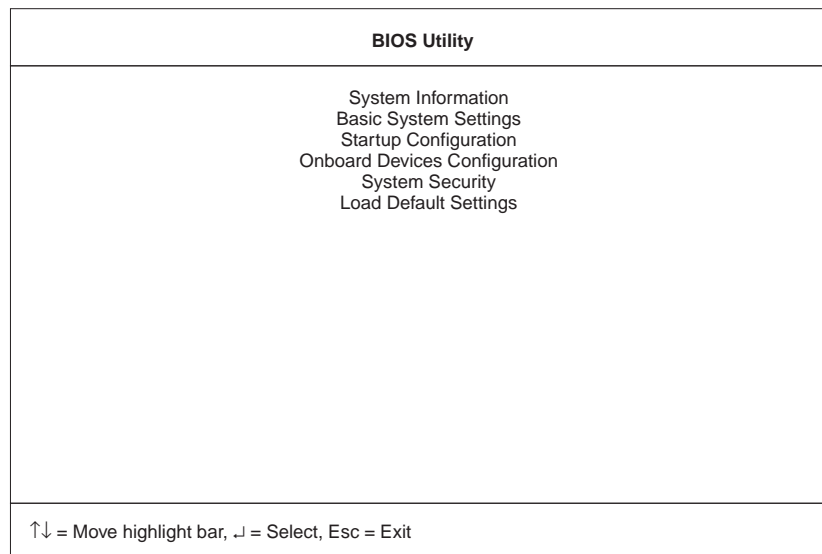 BIOS Utility
System Information
Basic System Settings
Startup Configuration
Onboard Devices Configuration
System Security
Load Default Settings
↑↓ = Move highlight bar, ↵ = Select, Esc = Exit